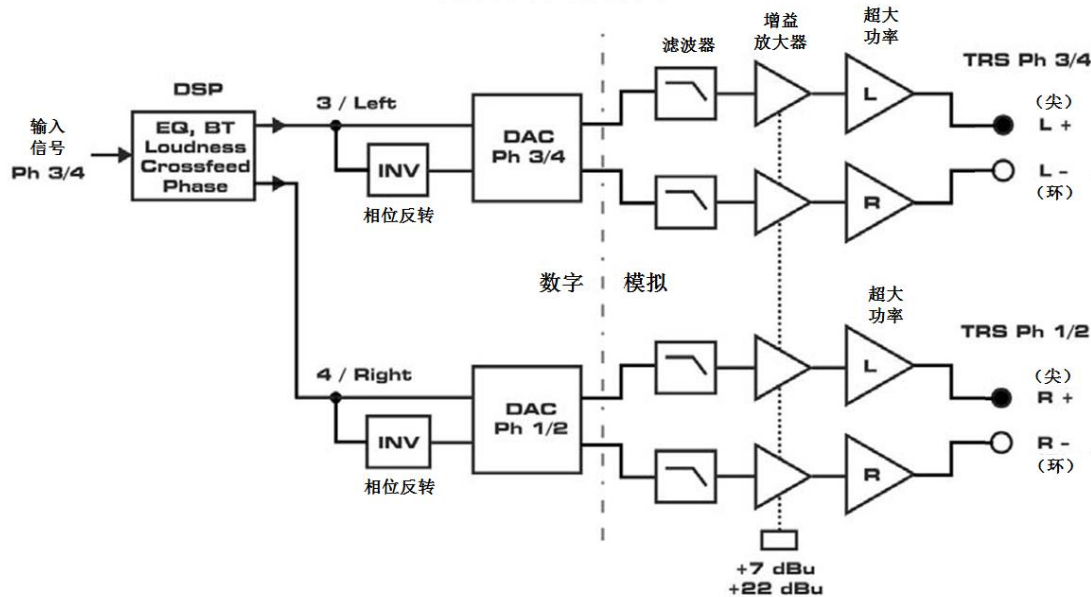 DSP
输入
信号
Ph 3/4
EQ, BT
Loudness
Crossfeed
Phase
3 / Left
INV
相位反转
DAC
Ph 3/4
滤波器
增益
放大器
超大
功率
L
R
TRS Ph 3/4
（尖）
L +
L -
（环）
数字
模拟
4 / Right
INV
相位反转
DAC
Ph 1/2
超大
功率
L
R
TRS Ph 1/2
（尖）
R +
R -
（环）
+7 dBu
+22 dBu